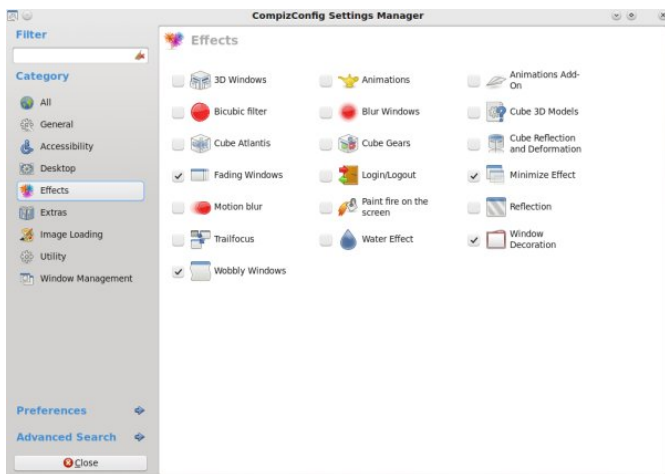 CompizConfig Settings Manager
Filter
Category
All
General
Accessibility
Desktop
Effects
Extras
Image Loading
Utility
Window Management
Preferences
Advanced Search
Close
Effects
3D Windows
Animations
Animations Add-
On
Bicubic filter
Blur Windows
Cube 3D Models
Cube Atlantis
Cube Gears
Cube Reflection
and Deformation
Fading Windows
Login/Logout
Minimize Effect
Motion blur
Paint fire on the
screen
Reflection
Trailfocus
Water Effect
Window
Decoration
Wobbly Windows